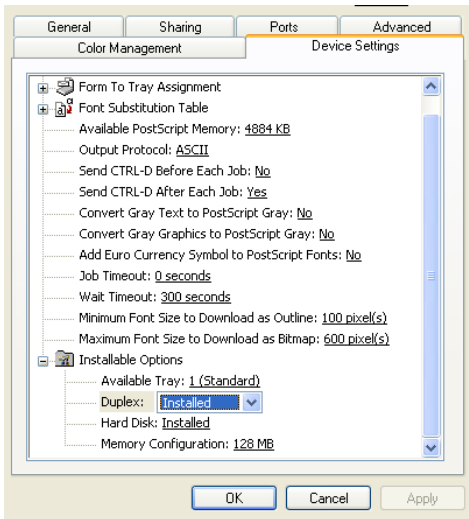 General Sharing Ports Advanced
Color Management Device Settings
Form To Tray Assignment
Font Substitution Table
Available PostScript Memory: 4884 KB
Output Protocol: ASCII
Send CTRL-D Before Each Job: No
Send CTRL-D After Each Job: Yes
Convert Gray Text to PostScript Gray: No
Convert Gray Graphics to PostScript Gray: No
Add Euro Currency Symbol to PostScript Fonts: No
Job Timeout: 0 seconds
Wait Timeout: 300 seconds
Minimum Font Size to Download as Outline: 100 pixel(s)
Maximum Font Size to Download as Bitmap: 600 pixel(s)
Installable Options
Available Tray: 1 (Standard)
Duplex: Installed
Hard Disk: Installed
Memory Configuration: 128 MB
OK Cancel Apply